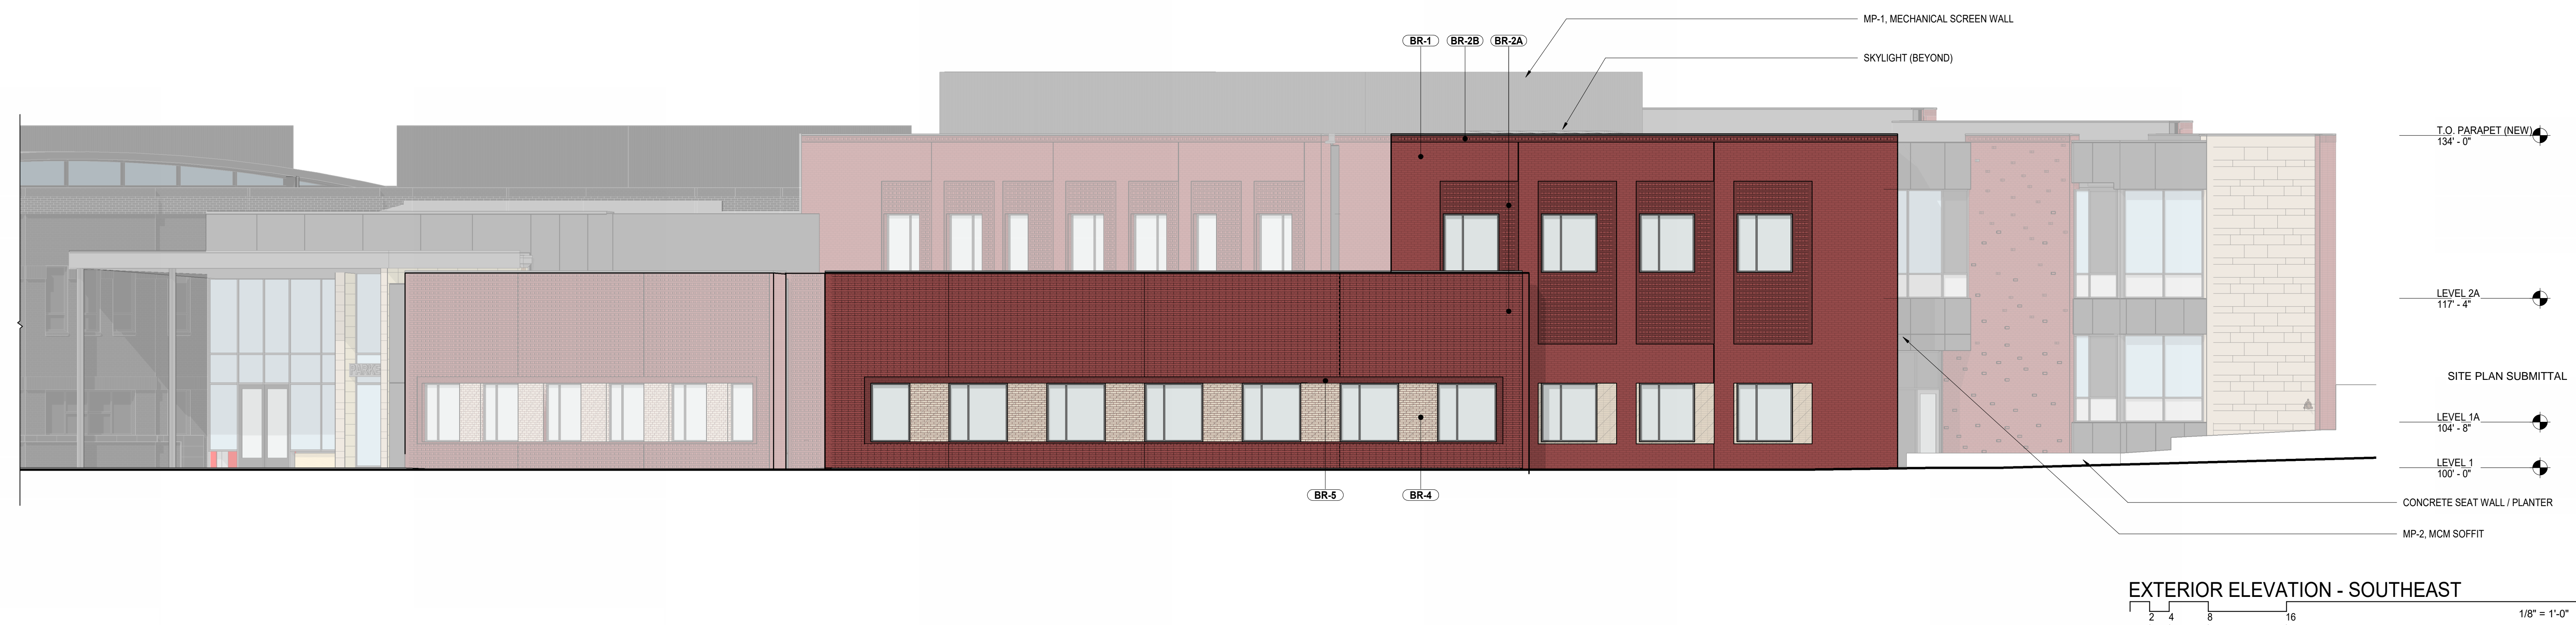 MP-1, MECHANICAL SCREEN WALL
BR-1 BR-2B BR-2A
SKYLIGHT (BEYOND)
T.O. PARAPET (NEW)
134' - 0"
LEVEL 2A
117' - 4"
SITE PLAN SUBMITTAL
LEVEL 1A
104' - 8"
LEVEL 1
100' - 0"
BR-5 BR-4
CONCRETE SEAT WALL / PLANTER
MP-2, MCM SOFFIT
EXTERIOR ELEVATION - SOUTHEAST
2 4 8 16
1/8" = 1'-0"